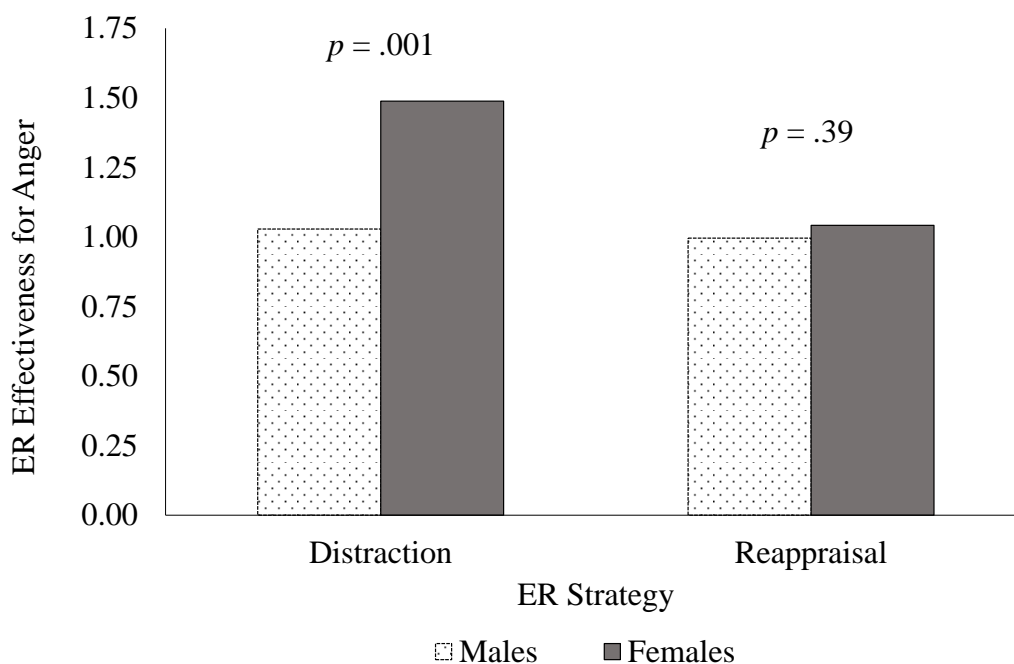 1.75
p = .001
1.50
p = .39
1.25
1.00
0.75
0.50
0.25
0.00
ER Effectiveness for Anger
Distraction
Reappraisal
ER Strategy
Males
Females